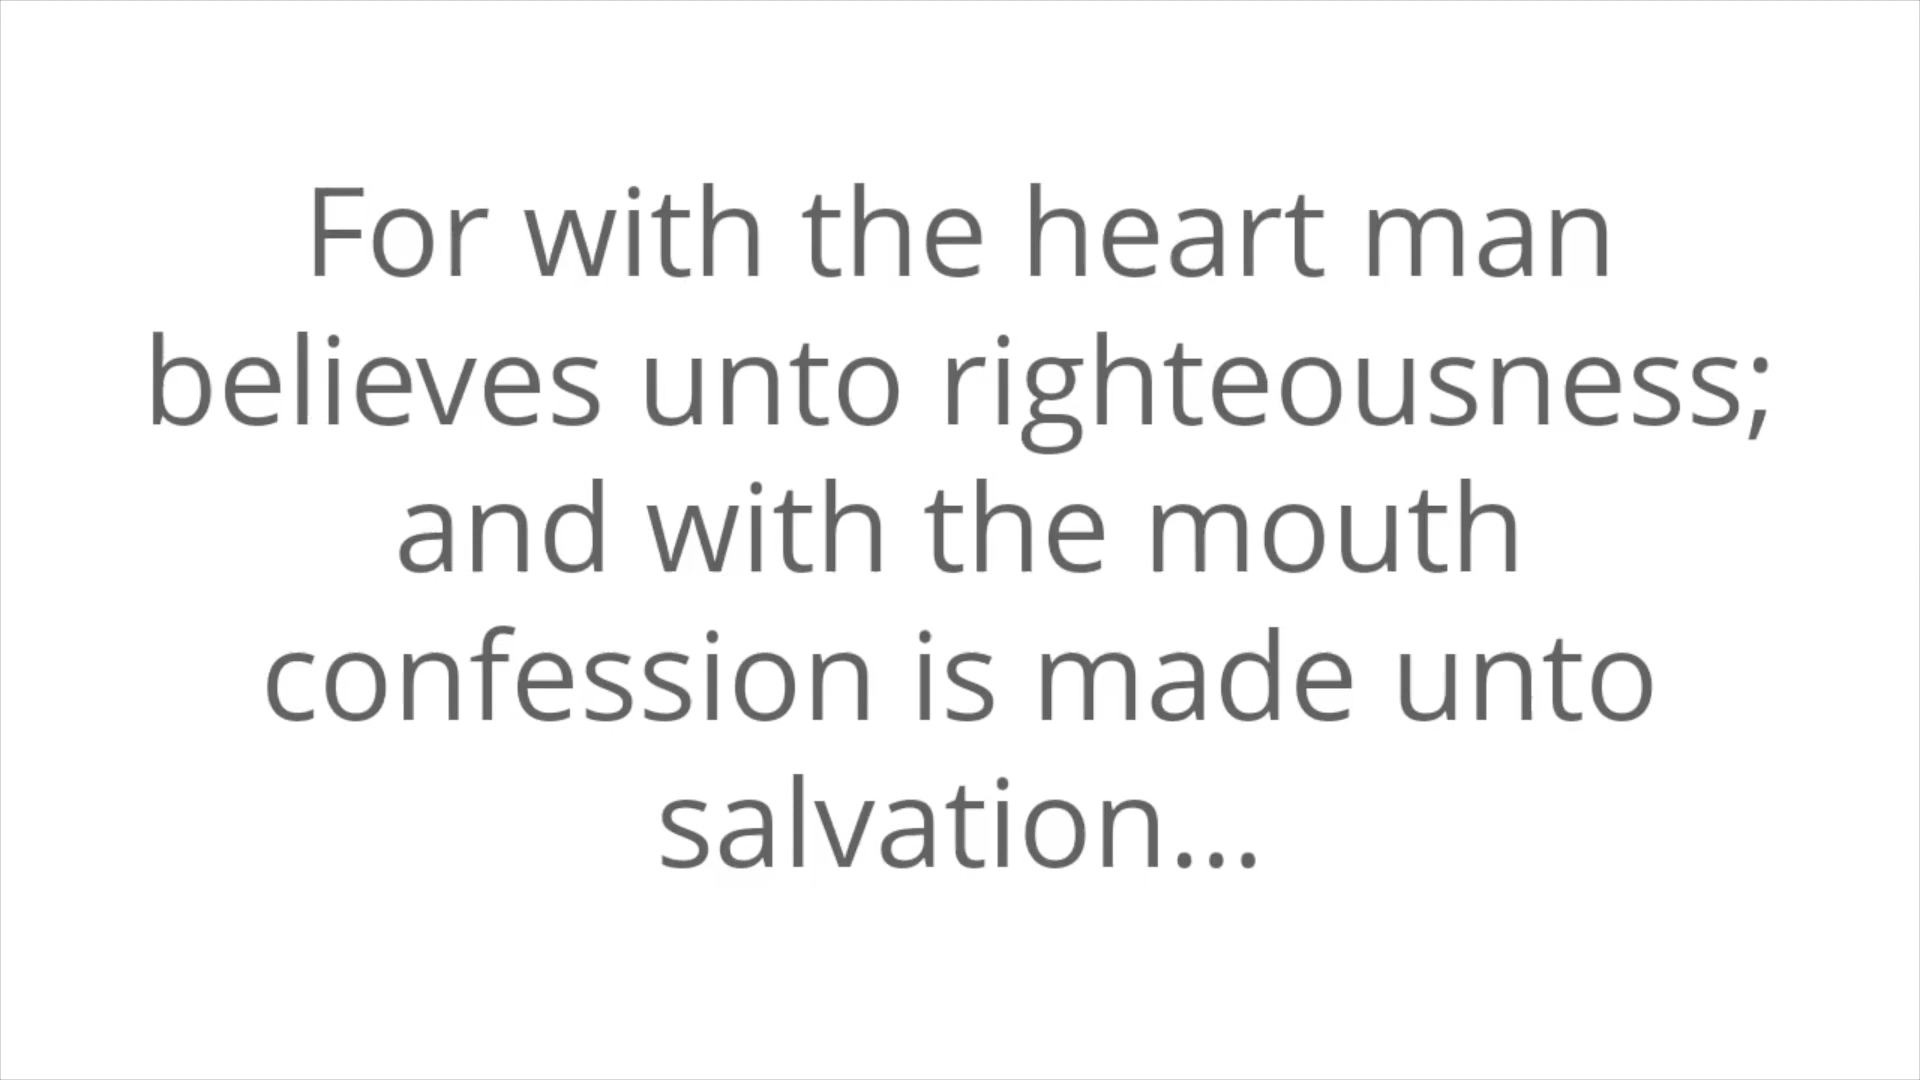 For with the heart man
believes unto righteousness;
and with the mouth
confession is made unto
salvation...